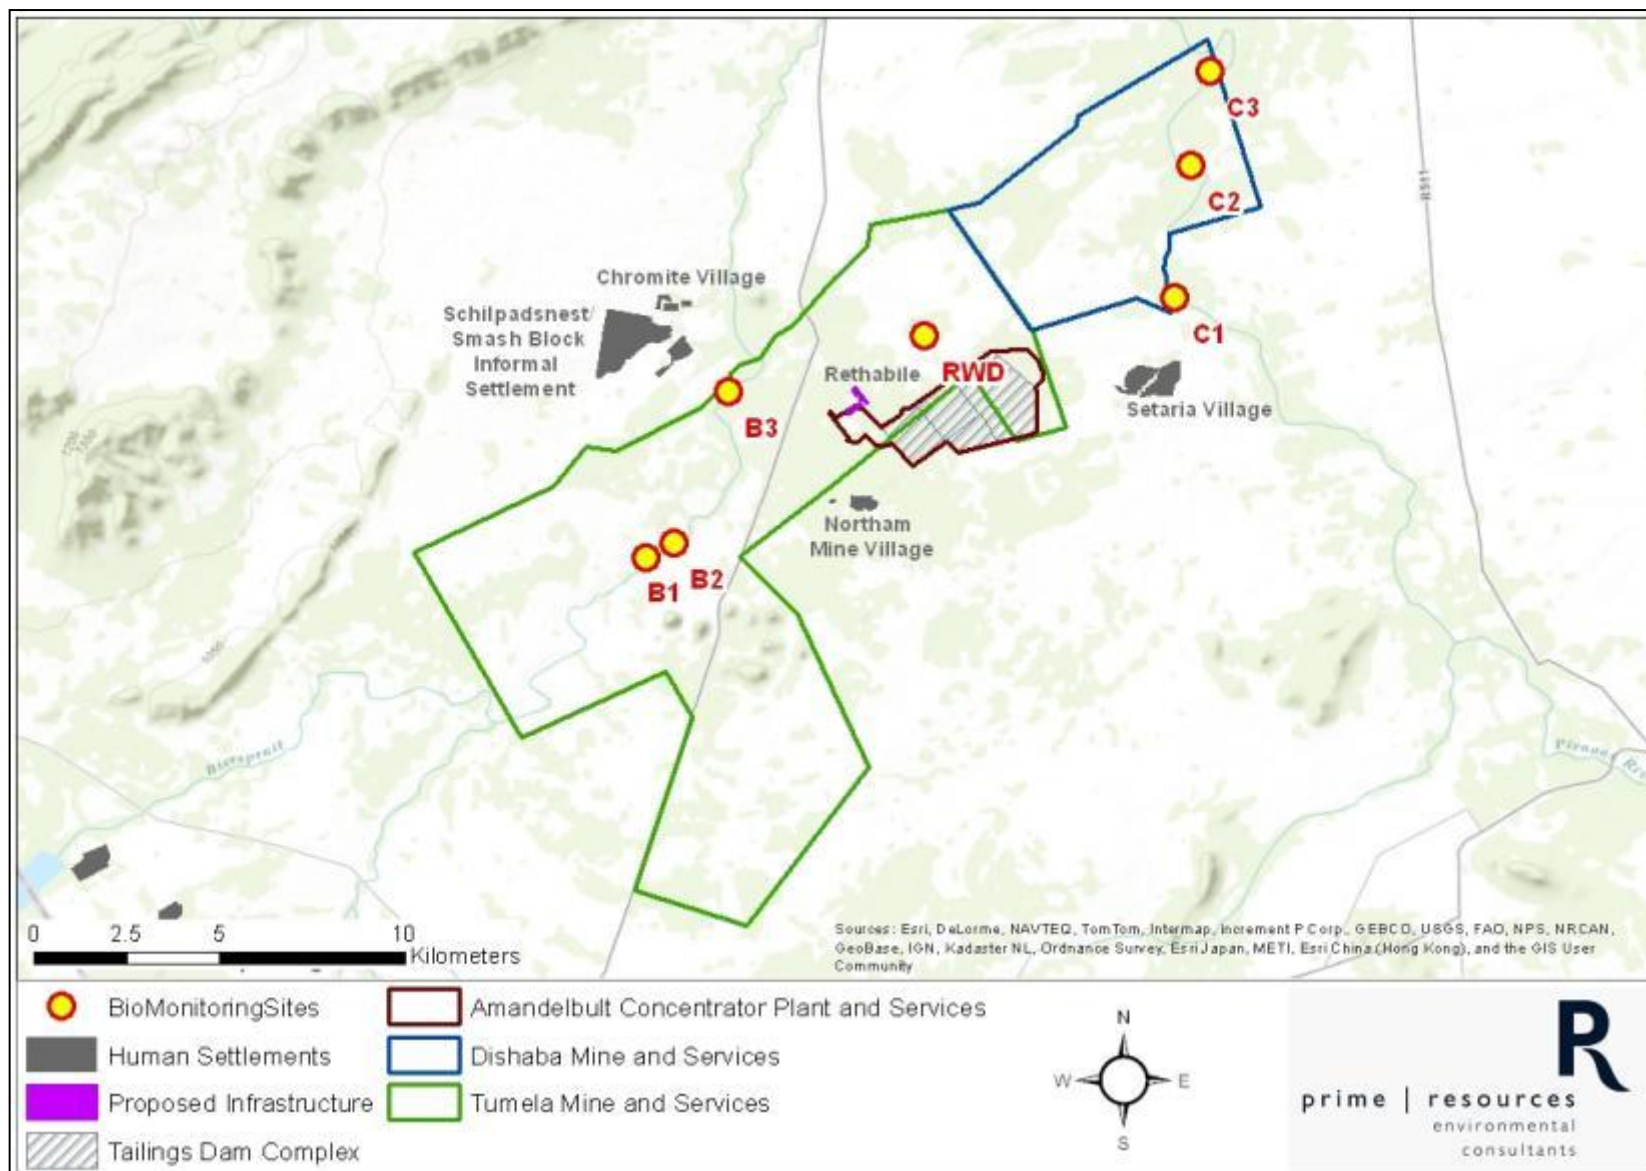 C3
R511
C2
Chromite Village
Schilpadsnest/
Smash Block
Informal
Settlement
C1
Rethabile
RWD
Setaria Village
B3
Northam
Mine Village
B1
B2
1050
Bierspruit
0 2.5 5 10
Kilometers
Sources: Esri, DeLorme, NAVTEQ, TomTom, Intermap, increment P Corp., GEBCO, USGS, FAO, NPS, NRCAN,
GeoBase, IGN, Kadaster NL, Ordnance Survey, Esri Japan, METI, Esri China (Hong Kong), and the GIS User
Community
BioMonitoringSites
Human Settlements
Proposed Infrastructure
Tailings Dam Complex
Amandelbult Concentrator Plant and Services
Dishaba Mine and Services
Tumela Mine and Services
N
W E
S
R
prime | resources
environmental
consultants